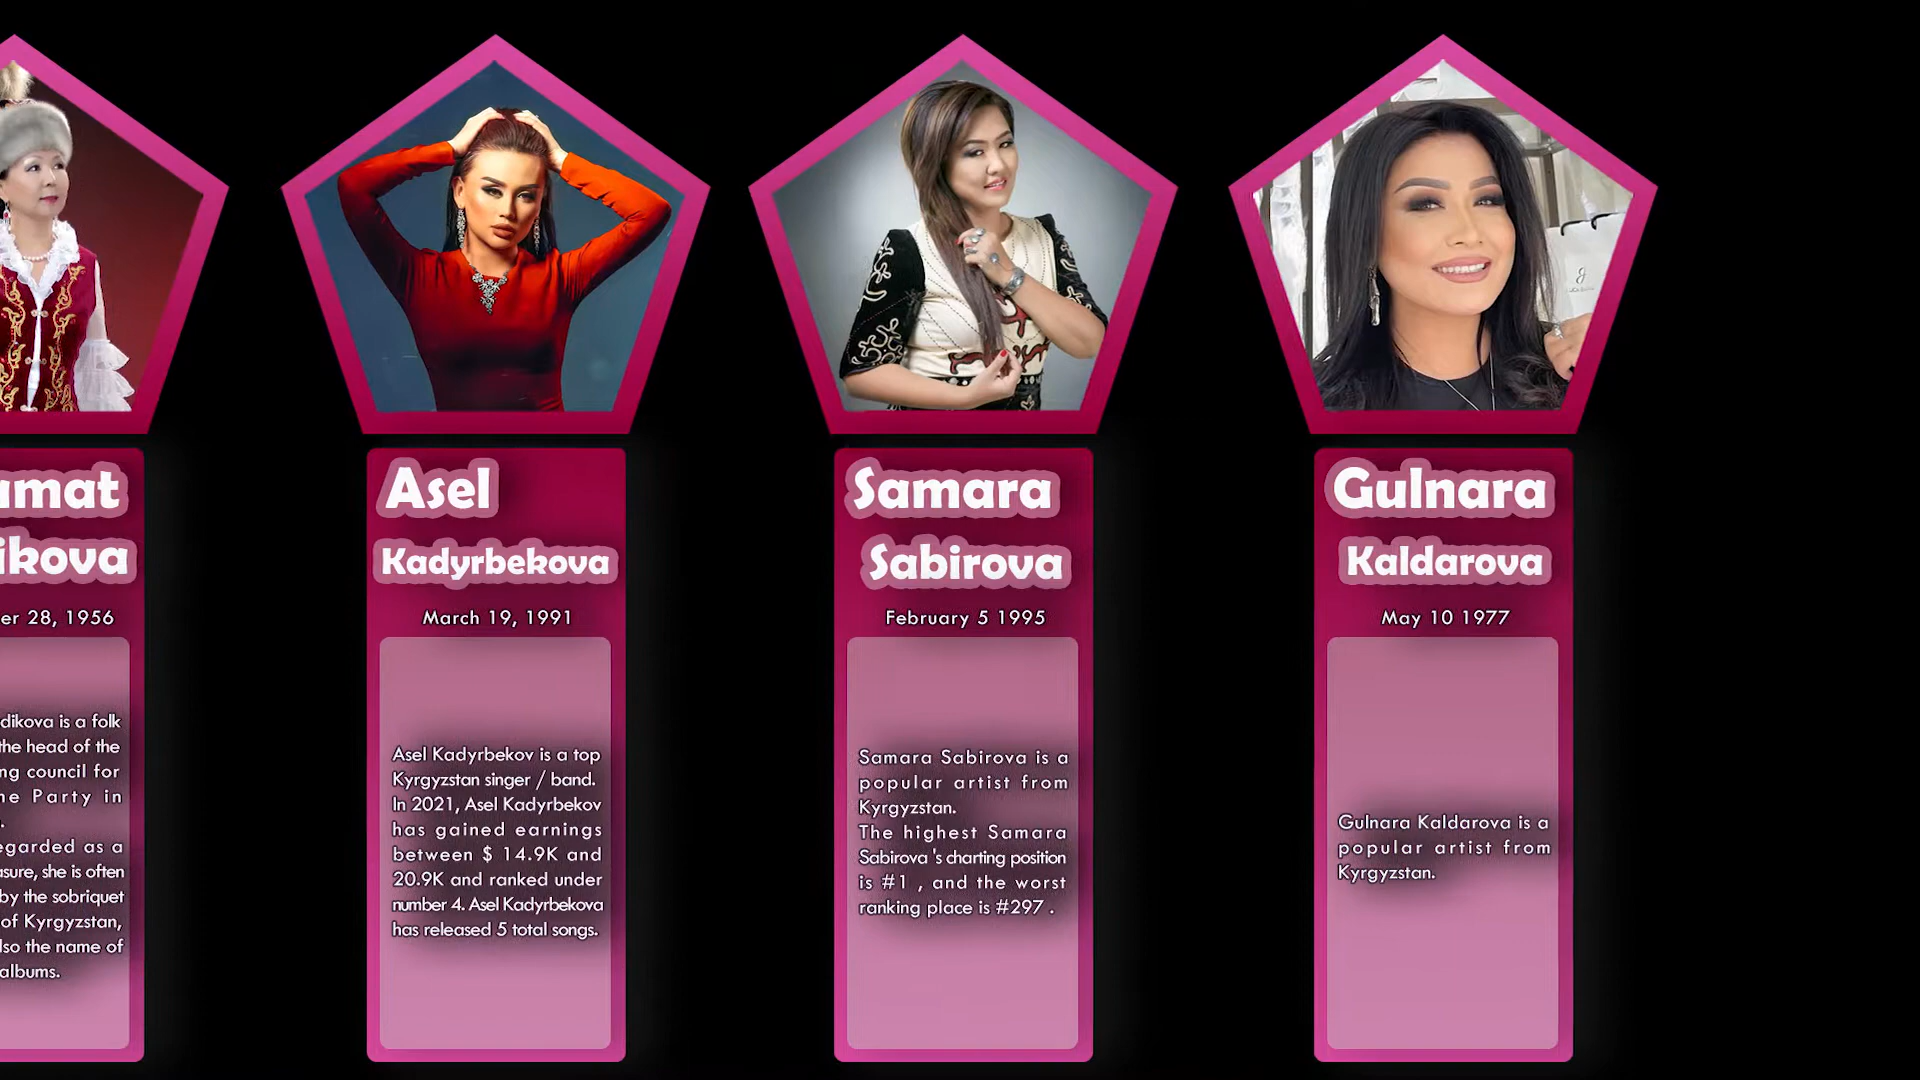 amat
ikova
er 28, 1956
dikova is a folk
the head of the
ng council for
ne Party in
.
egarded as a
asure, she is often
by the sobriquet
of Kyrgyzstan,
lso the name of
albums.
Asel
Kadyrbekova
March 19, 1991
Asel Kadyrbekov is a top
Kyrgyzstan singer / band.
In 2021, Asel Kadyrbekov
has gained earnings
between $ 14.9K and
20.9K and ranked under
number 4. Asel Kadyrbekova
has released 5 total songs.
Samara
Sabirova
February 5 1995
Samara Sabirova is a
popular artist from
Kyrgyzstan.
The highest Samara
Sabirova 's charting position
is #1 , and the worst
ranking place is #297 .
Gulnara
Kaldarova
May 10 1977
Gulnara Kaldarova is a
popular artist from
Kyrgyzstan.